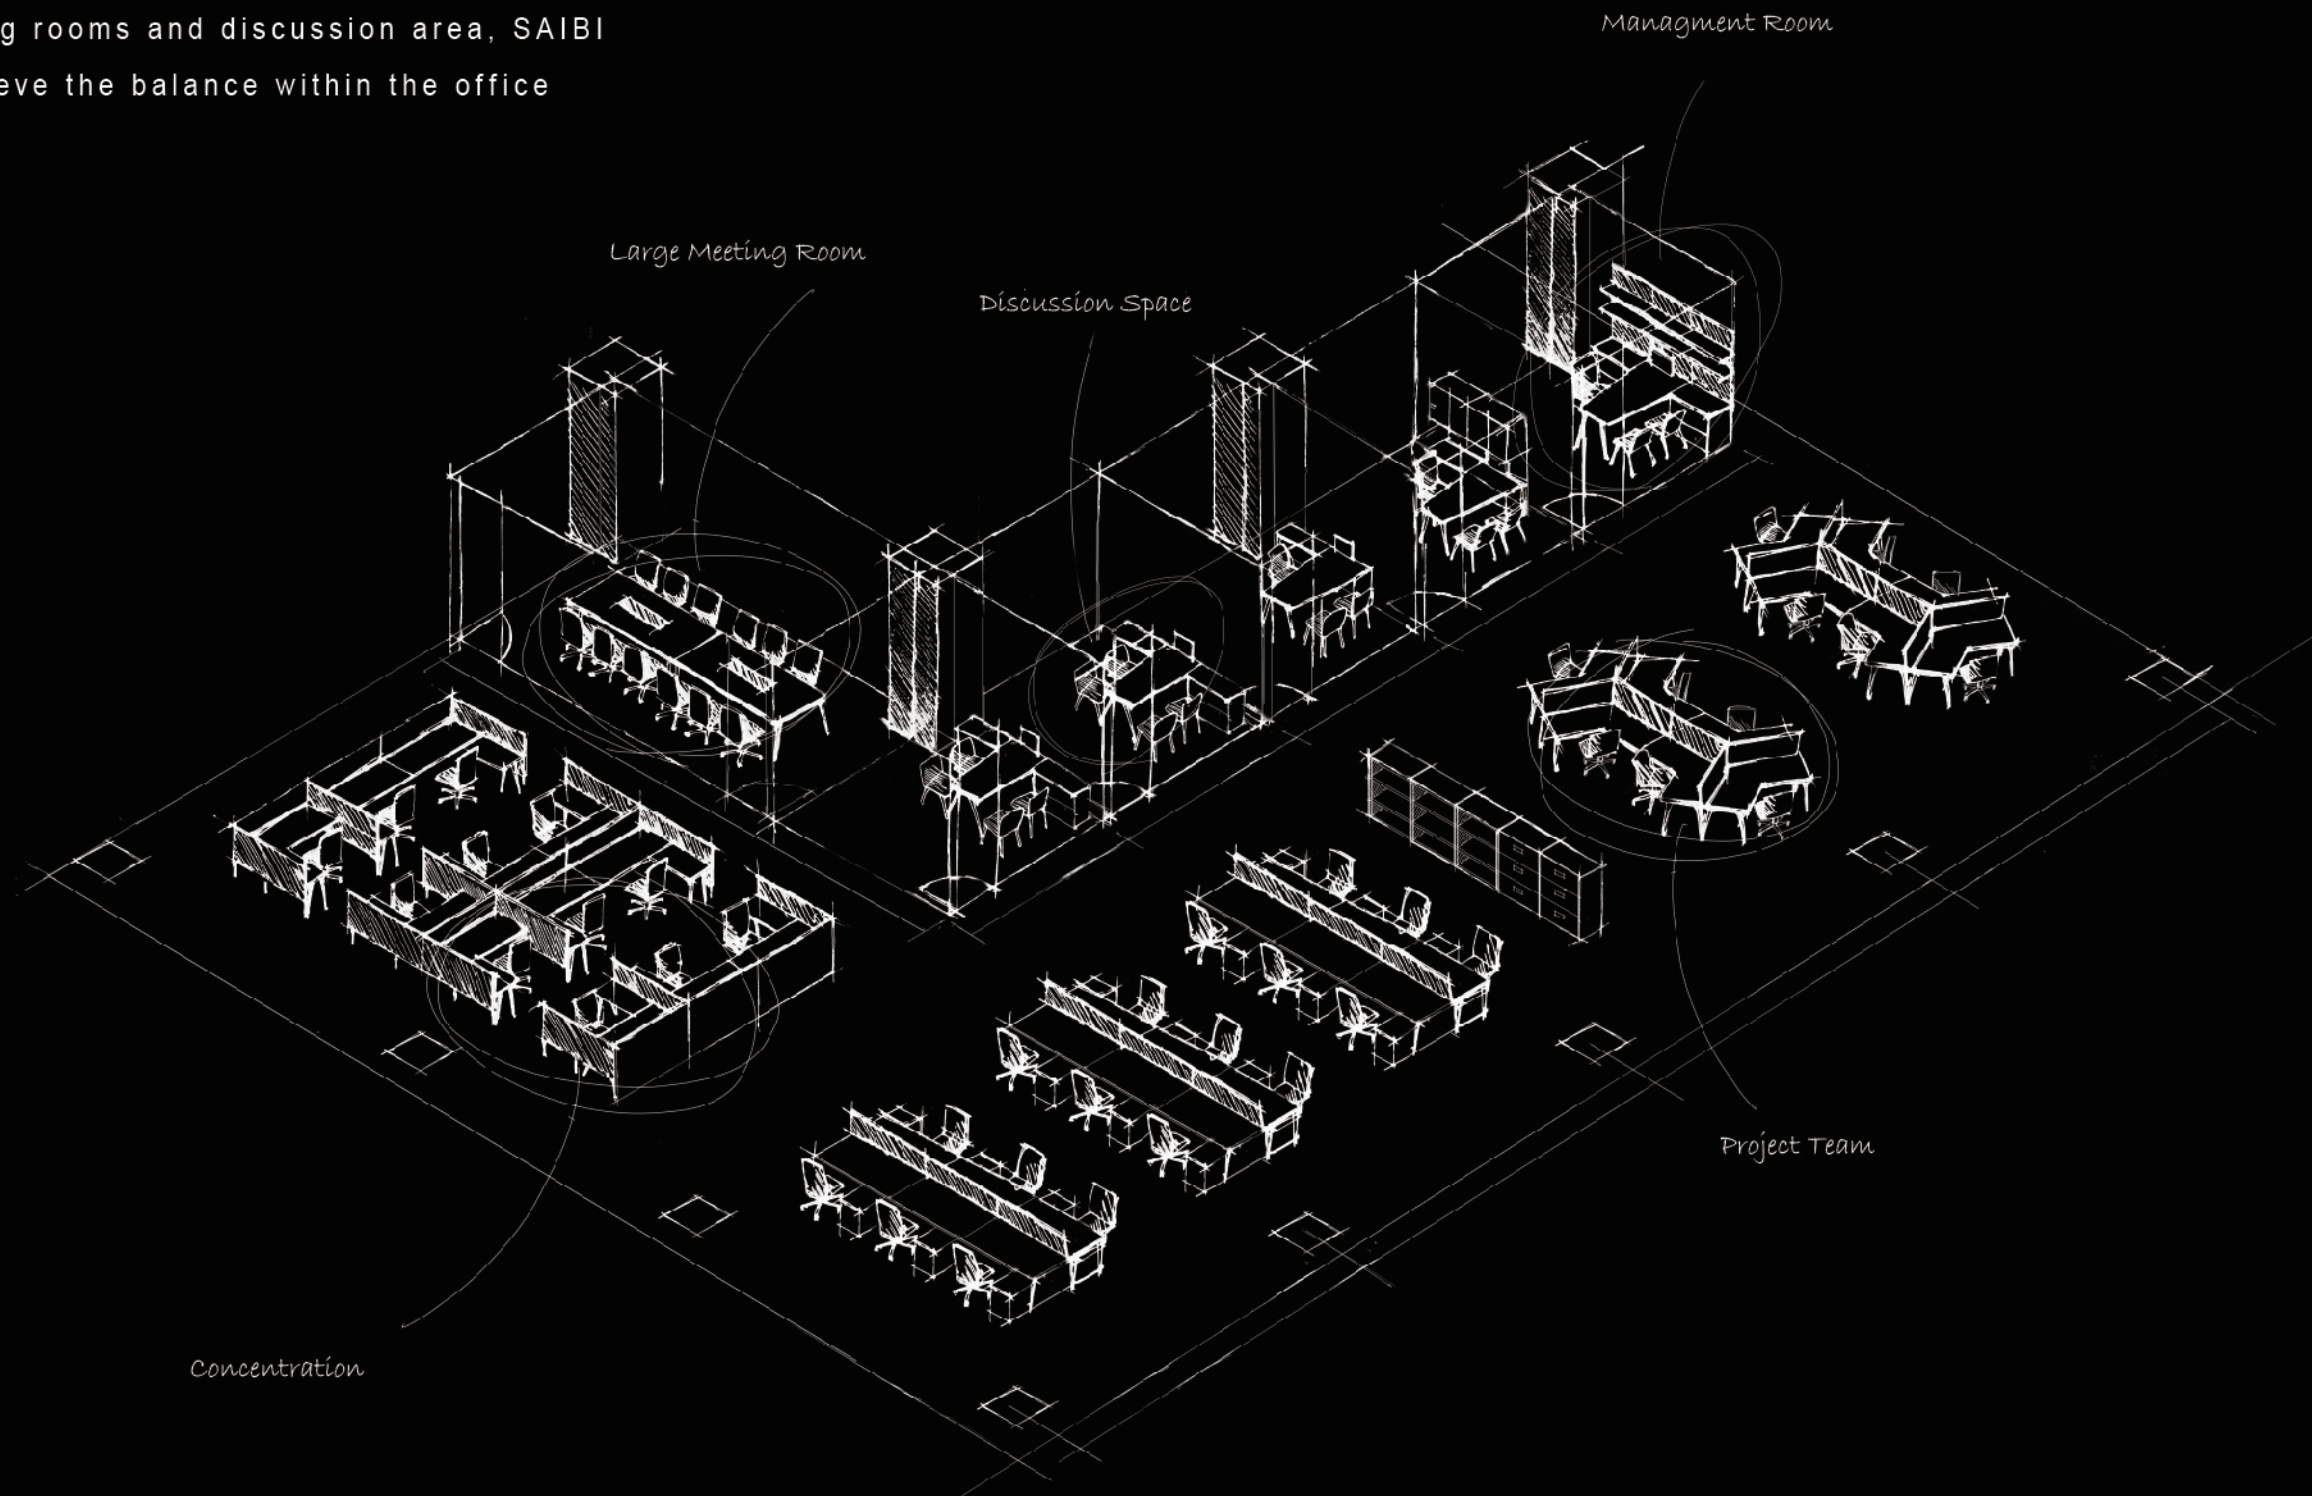 g rooms and discussion area, SAIBI
eve the balance within the office
Managment Room
Large Meeting Room
Discussion Space
Project Team
Concentration